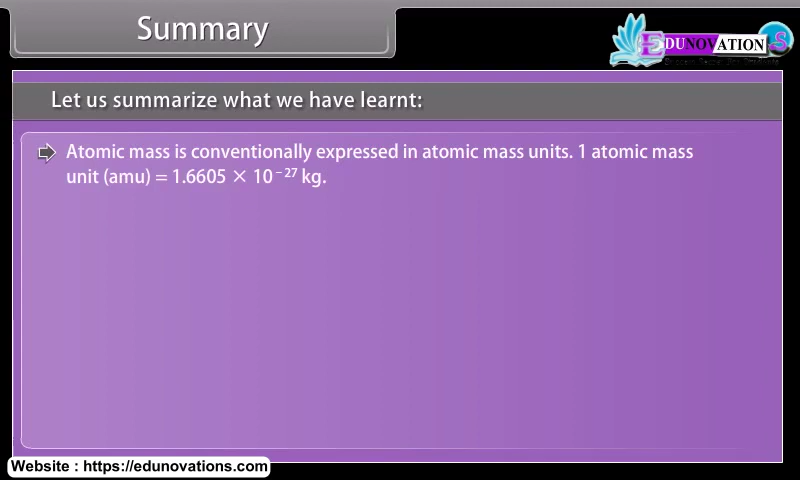 Summary
EDUNOVATION.S
Let us summarize what we have learnt:
Atomic mass is conventionally expressed in atomic mass units. 1 atomic mass
unit (amu) = 1.6605 × 10⁻²⁷ kg.
Website : https://edunovations.com